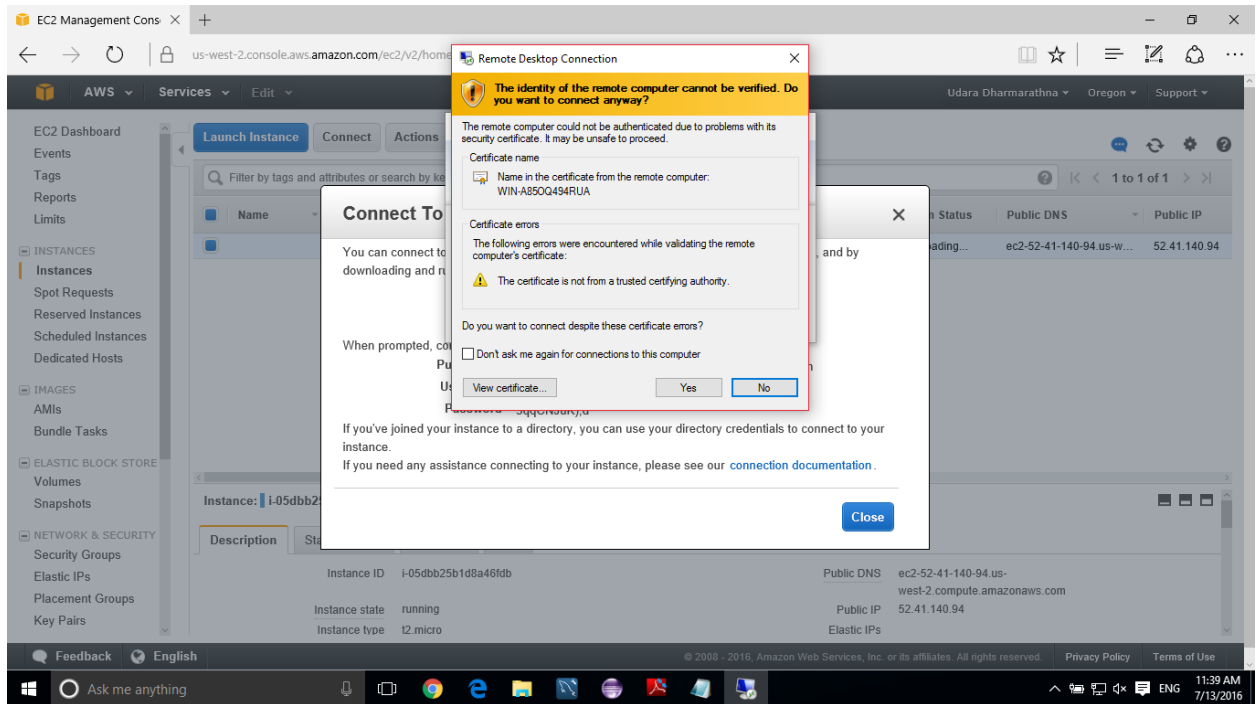 EC2 Management Cons
us-west-2.console.aws.amazon.com/ec2/v2/home
AWS Services Edit
Udara Dharmarathna Oregon Support
EC2 Dashboard
Events
Tags
Reports
Limits
INSTANCES
Instances
Spot Requests
Reserved Instances
Scheduled Instances
Dedicated Hosts
IMAGES
AMIs
Bundle Tasks
ELASTIC BLOCK STORE
Volumes
Snapshots
NETWORK & SECURITY
Security Groups
Elastic IPs
Placement Groups
Key Pairs
Launch Instance Connect Actions
Filter by tags and attributes or search by ke
1 to 1 of 1
Name
Status Public DNS Public IP
ec2-52-41-140-94.us-w... 52.41.140.94
Connect To
You can connect to , and by
downloading and ru
When prompted, co
Pu
Us
If you've joined your instance to a directory, you can use your directory credentials to connect to your
instance.
If you need any assistance connecting to your instance, please see our connection documentation.
Close
Remote Desktop Connection
The identity of the remote computer cannot be verified. Do
you want to connect anyway?
The remote computer could not be authenticated due to problems with its
security certificate. It may be unsafe to proceed.
Certificate name
Name in the certificate from the remote computer:
WIN-A85OQ494RUA
Certificate errors
The following errors were encountered while validating the remote
computer's certificate:
The certificate is not from a trusted certifying authority.
Do you want to connect despite these certificate errors?
Don't ask me again for connections to this computer
View certificate... Yes No
Instance: i-05dbb25
Description Sta
Instance ID i-05dbb25b1d8a46fdb
Instance state running
Instance type t2.micro
Public DNS ec2-52-41-140-94.us-
west-2.compute.amazonaws.com
Public IP 52.41.140.94
Elastic IPs
Feedback English
© 2008 - 2016, Amazon Web Services, Inc. or its affiliates. All rights reserved. Privacy Policy Terms of Use
Ask me anything
ENG
11:39 AM
7/13/2016